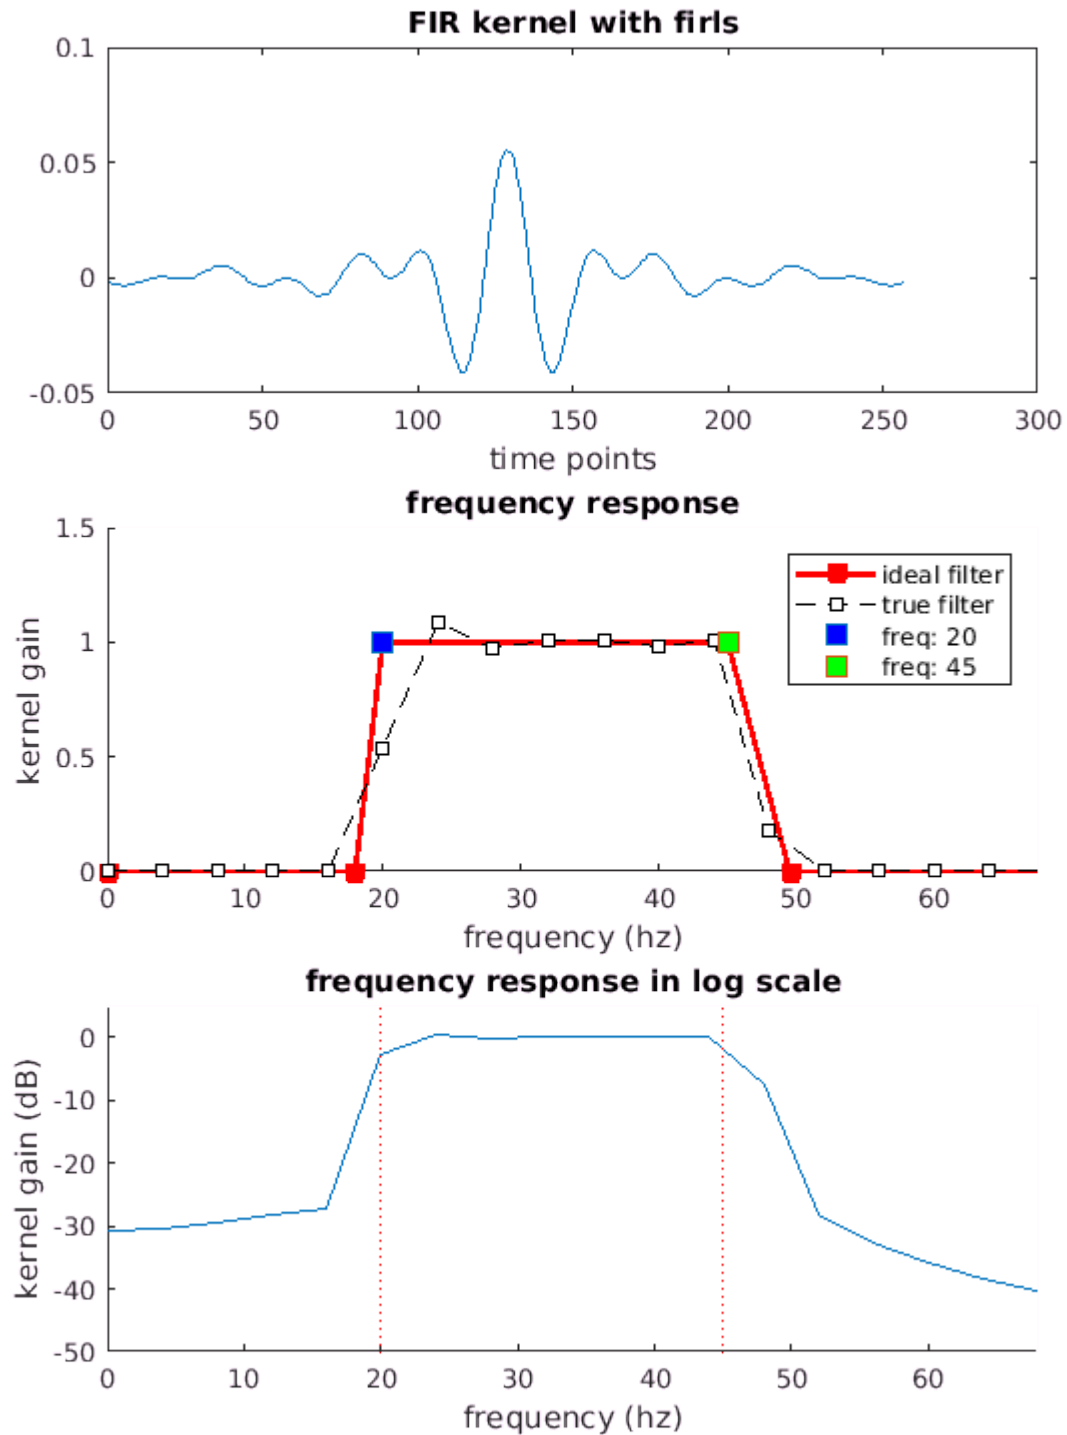 FIR kernel with firls
0.1
0.05
0
-0.05
0 50 100 150 200 250 300
time points
frequency response
1.5
1
0.5
0
kernel gain
ideal filter
true filter
freq: 20
freq: 45
0 10 20 30 40 50 60
frequency (hz)
frequency response in log scale
0
-10
-20
-30
-40
-50
kernel gain (dB)
0 10 20 30 40 50 60
frequency (hz)